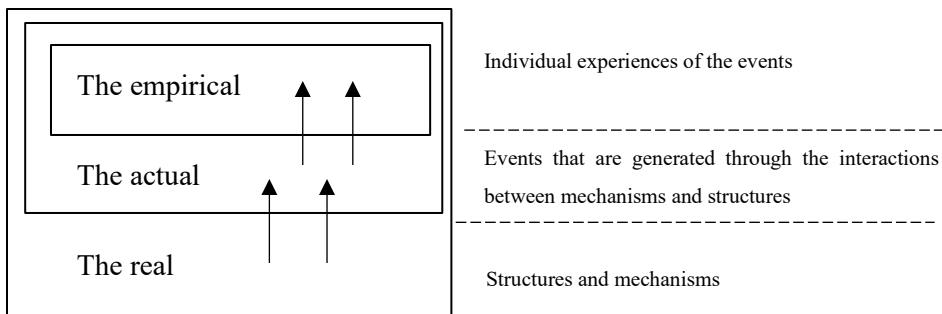 The empirical
Individual experiences of the events
The actual
Events that are generated through the interactions
between mechanisms and structures
The real
Structures and mechanisms